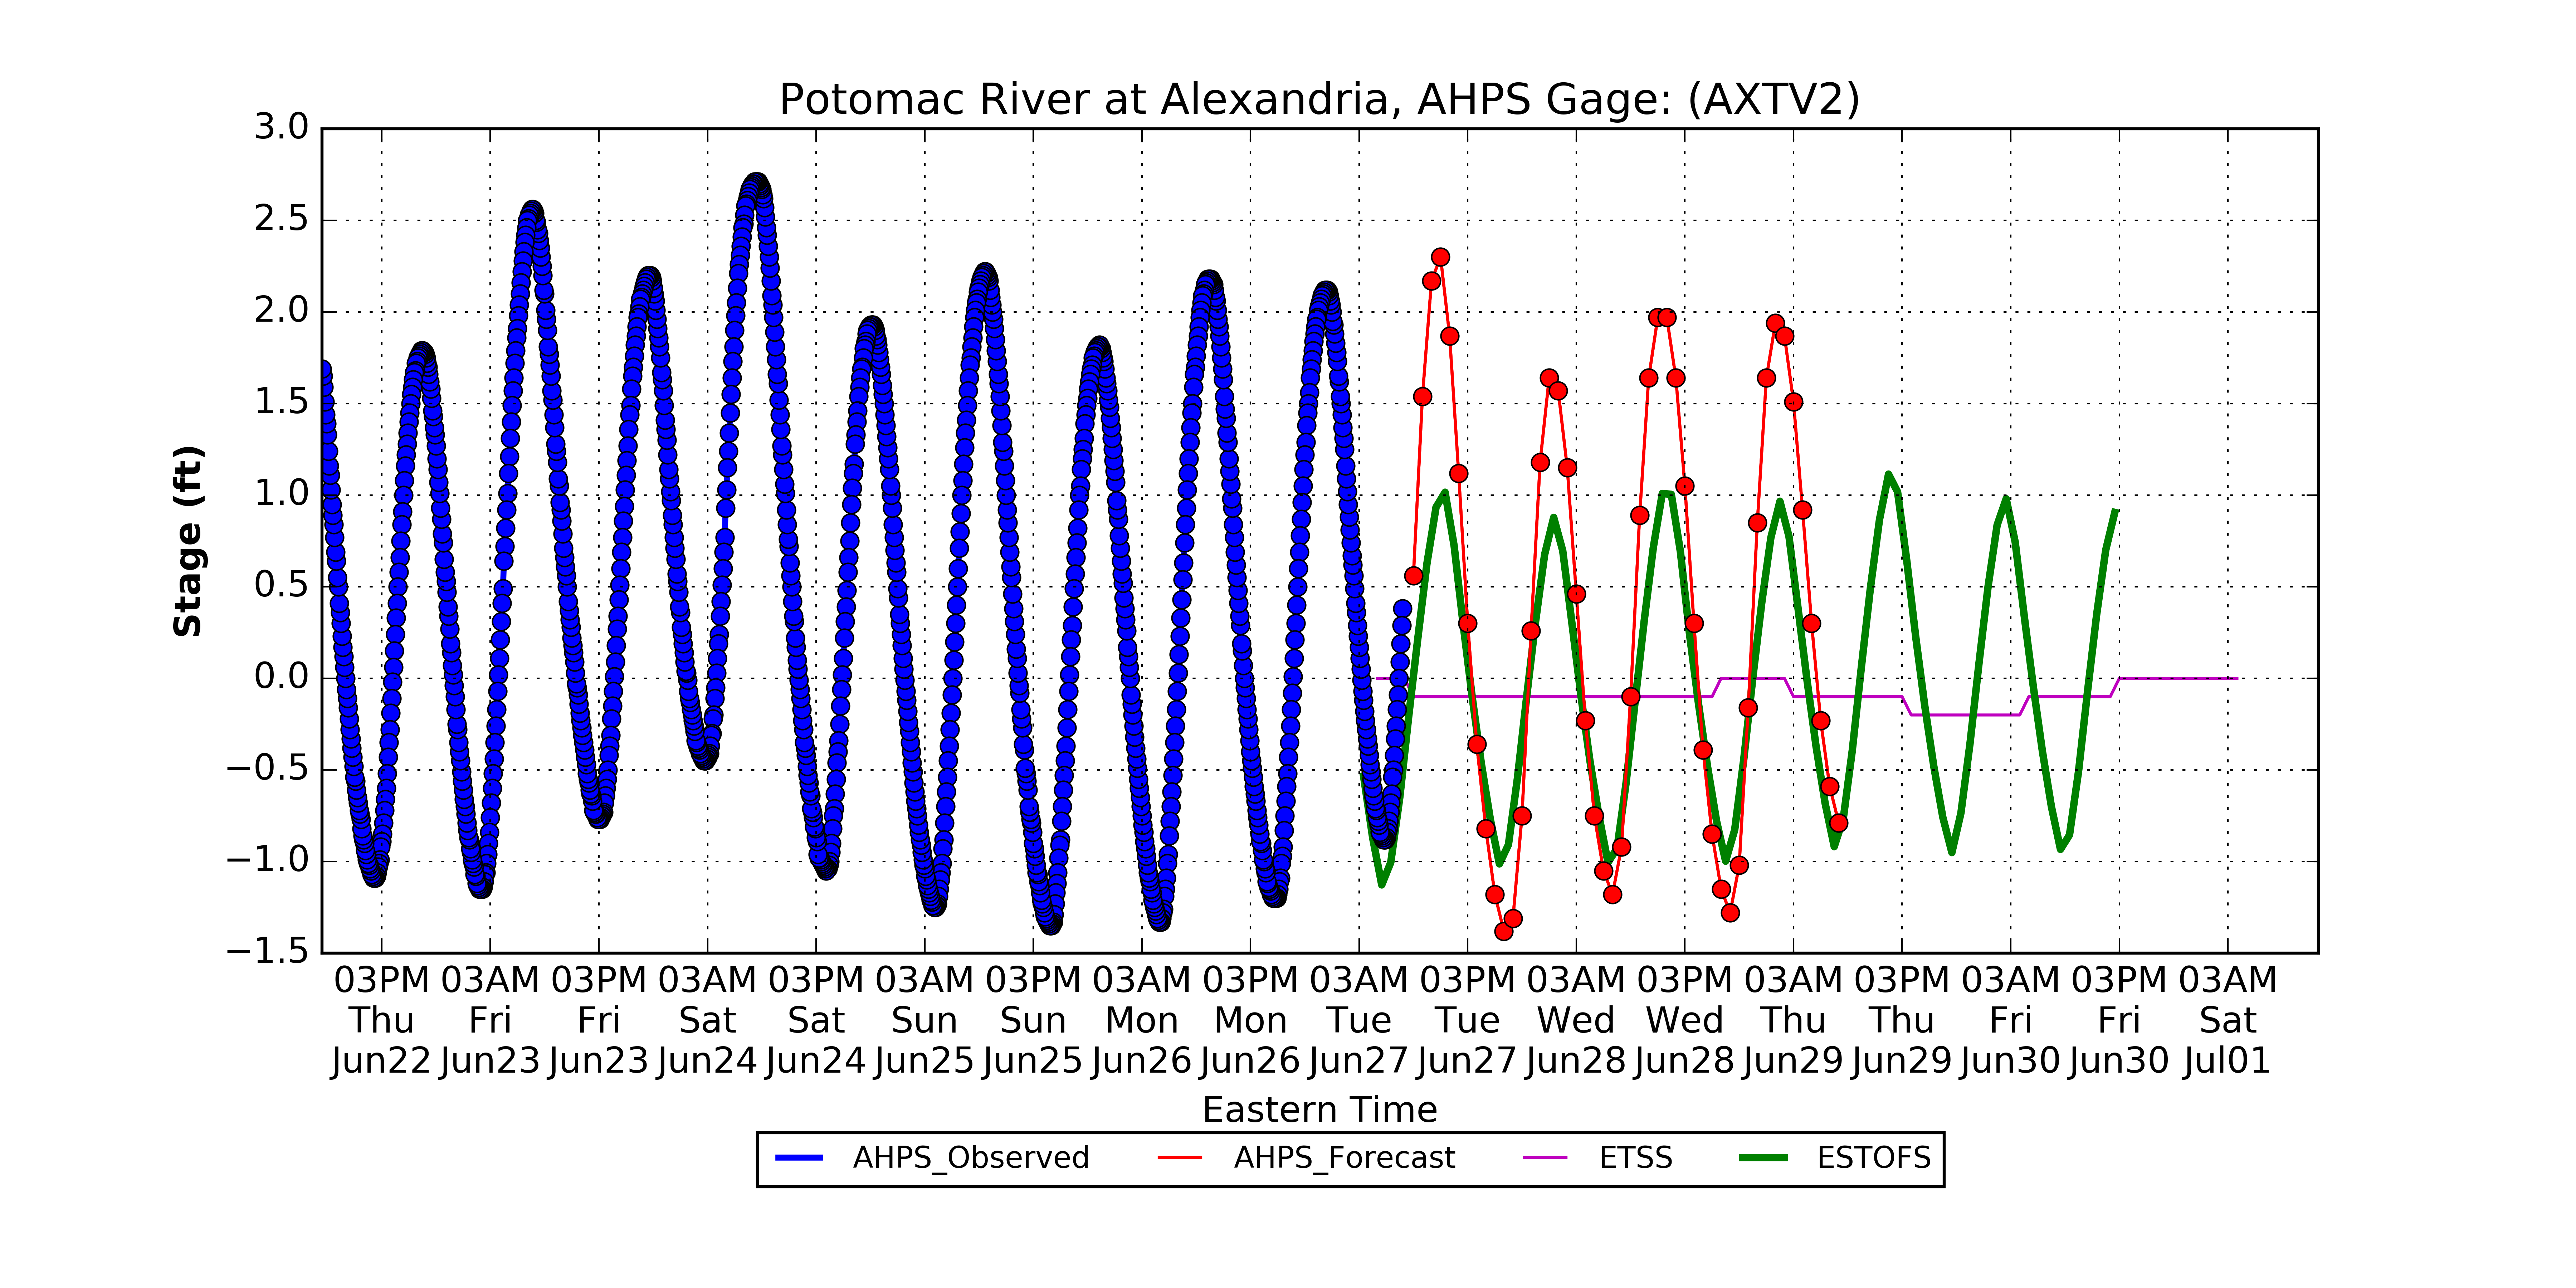 Potomac River at Alexandria, AHPS Gage: (AXTV2)
3.0
2.5
2.0
1.5
1.0
0.5
0.0
−0.5
−1.0
−1.5
Stage (ft)
03PM 03AM 03PM 03AM 03PM 03AM 03PM 03AM 03PM 03AM 03PM 03AM 03PM 03AM 03PM 03AM 03PM 03AM
Thu Fri Fri Sat Sat Sun Sun Mon Mon Tue Tue Wed Wed Thu Thu Fri Fri Sat
Jun22 Jun23 Jun23 Jun24 Jun24 Jun25 Jun25 Jun26 Jun26 Jun27 Jun27 Jun28 Jun28 Jun29 Jun29 Jun30 Jun30 Jul01
Eastern Time
AHPS_Observed AHPS_Forecast ETSS ESTOFS